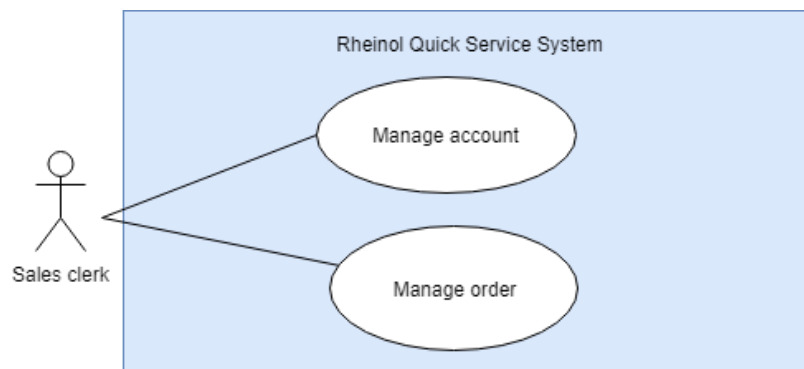 Rheinol Quick Service System
Manage account
Sales clerk
Manage order